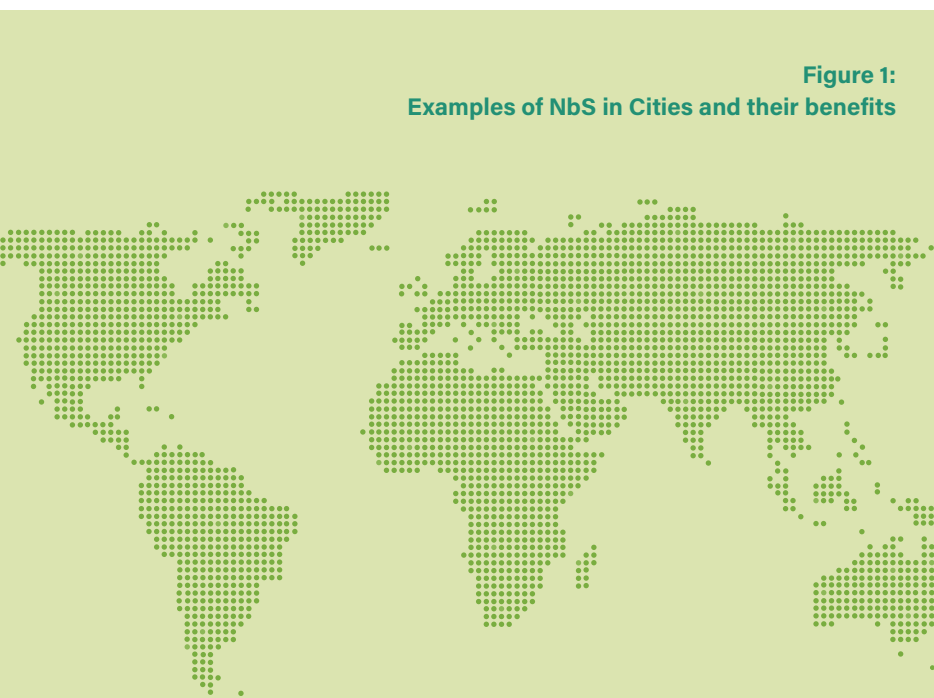 Figure 1:
Examples of NbS in Cities and their benefits